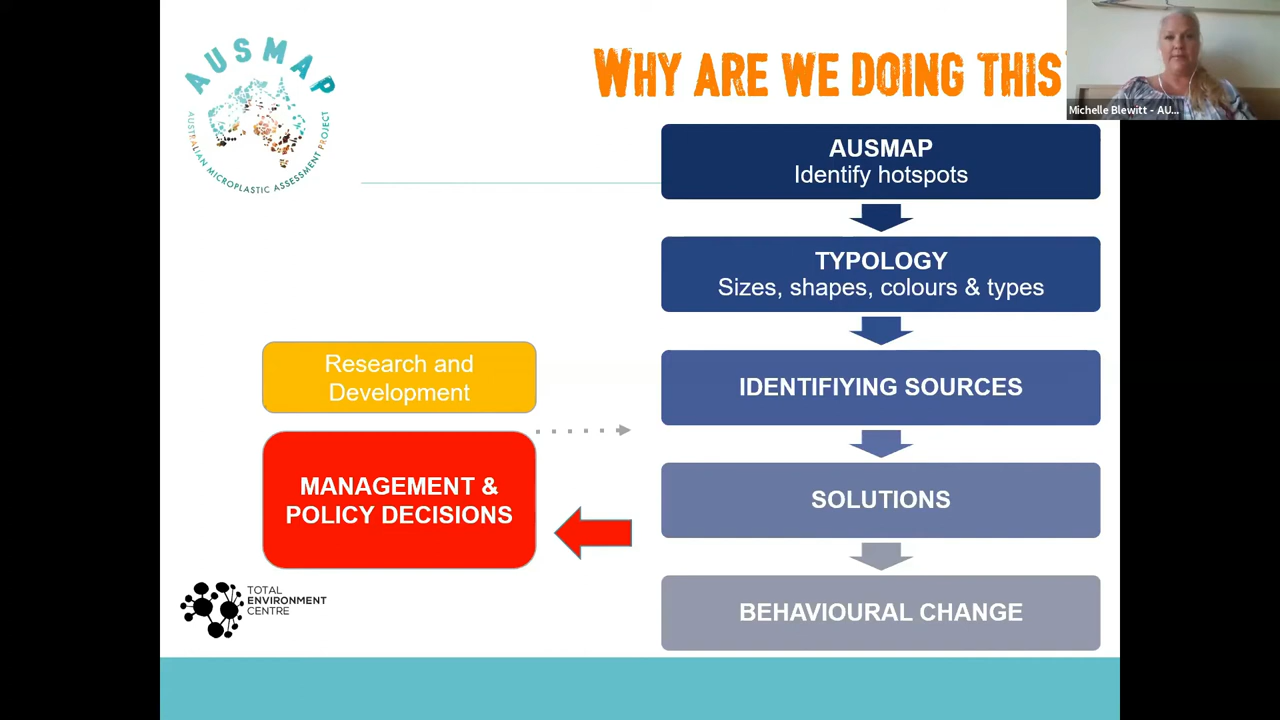 AUSMAP
AUSTRALIAN MICROPLASTIC ASSESSMENT PROJECT
WHY ARE WE DOING THIS
Michelle Blewitt - AU...
AUSMAP
Identify hotspots
TYPOLOGY
Sizes, shapes, colours & types
IDENTIFIYING SOURCES
SOLUTIONS
BEHAVIOURAL CHANGE
Research and
Development
MANAGEMENT &
POLICY DECISIONS
TOTAL
ENVIRONMENT
CENTRE